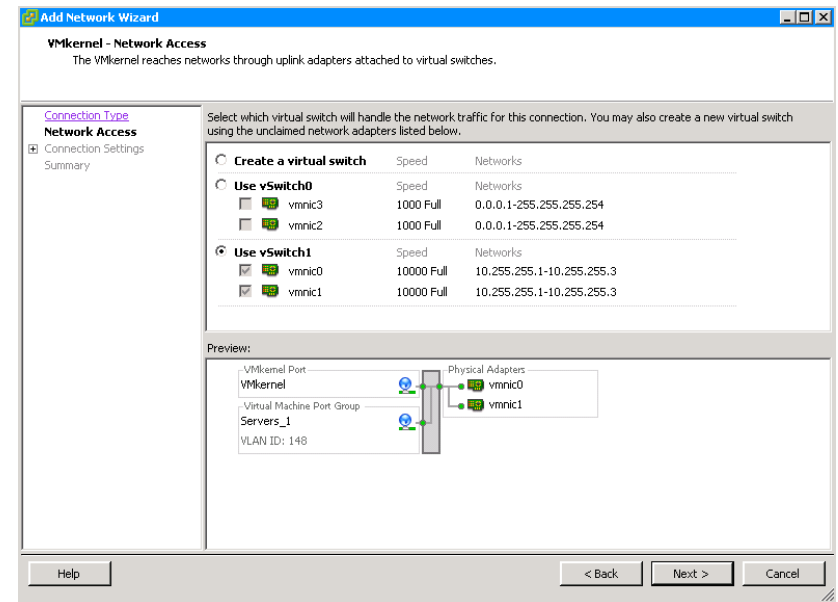 Add Network Wizard
VMkernel - Network Access
The VMkernel reaches networks through uplink adapters attached to virtual switches.
Connection Type
Network Access
Connection Settings
Summary
Select which virtual switch will handle the network traffic for this connection. You may also create a new virtual switch
using the unclaimed network adapters listed below.
Create a virtual switch Speed Networks
Use vSwitch0 Speed Networks
vmnic3 1000 Full 0.0.0.1-255.255.255.254
vmnic2 1000 Full 0.0.0.1-255.255.255.254
Use vSwitch1 Speed Networks
vmnic0 10000 Full 10.255.255.1-10.255.255.3
vmnic1 10000 Full 10.255.255.1-10.255.255.3
Preview:
VMkernel Port Physical Adapters
VMkernel vmnic0
Virtual Machine Port Group vmnic1
Servers_1
VLAN ID: 148
Help < Back Next > Cancel